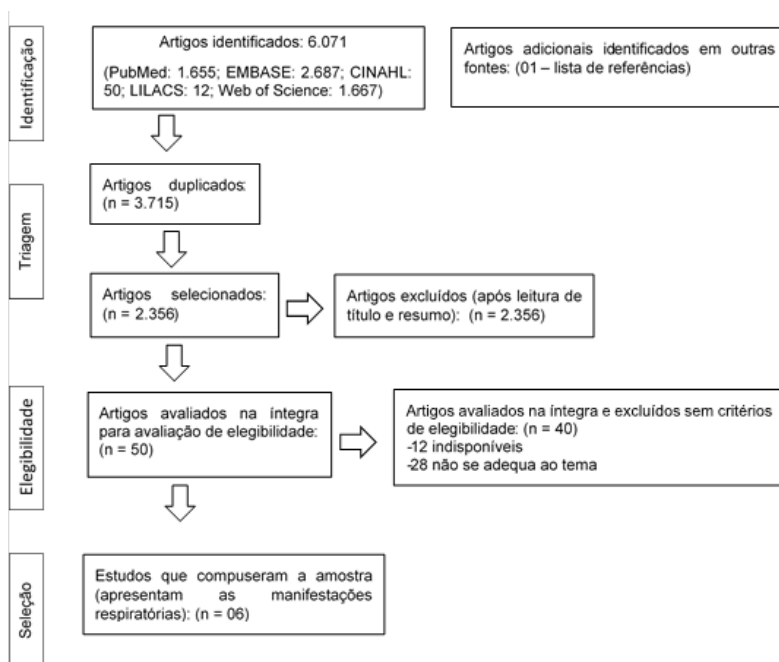 Identificação
Artigos identificados: 6.071
(PubMed: 1.655; EMBASE: 2.687; CINAHL:
50; LILACS: 12; Web of Science: 1.667)
Artigos adicionais identificados em outras
fontes: (01 – lista de referências)
Triagem
Artigos duplicados:
(n = 3.715)
Artigos selecionados:
(n = 2.356)
Artigos excluídos (após leitura de
título e resumo): (n = 2.356)
Elegibilidade
Artigos avaliados na íntegra
para avaliação de elegibilidade:
(n = 50)
Artigos avaliados na íntegra e excluídos sem critérios
de elegibilidade: (n = 40)
-12 indisponíveis
-28 não se adequa ao tema
Seleção
Estudos que compuseram a amostra
(apresentam as manifestações
respiratórias): (n = 06)